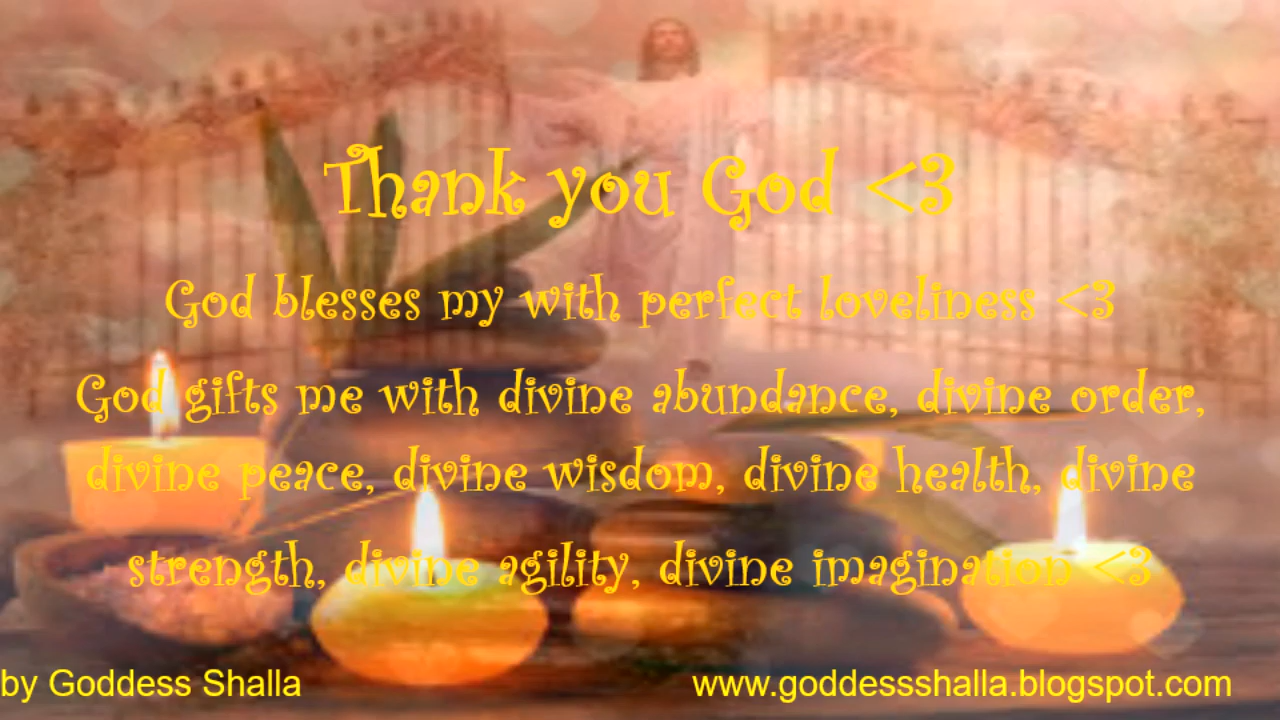 Thank you God <3
God blesses my with perfect loveliness <3
God gifts me with divine abundance, divine order,
divine peace, divine wisdom, divine health, divine
strength, divine agility, divine imagination <3
by Goddess Shalla
www.goddessshalla.blogspot.com